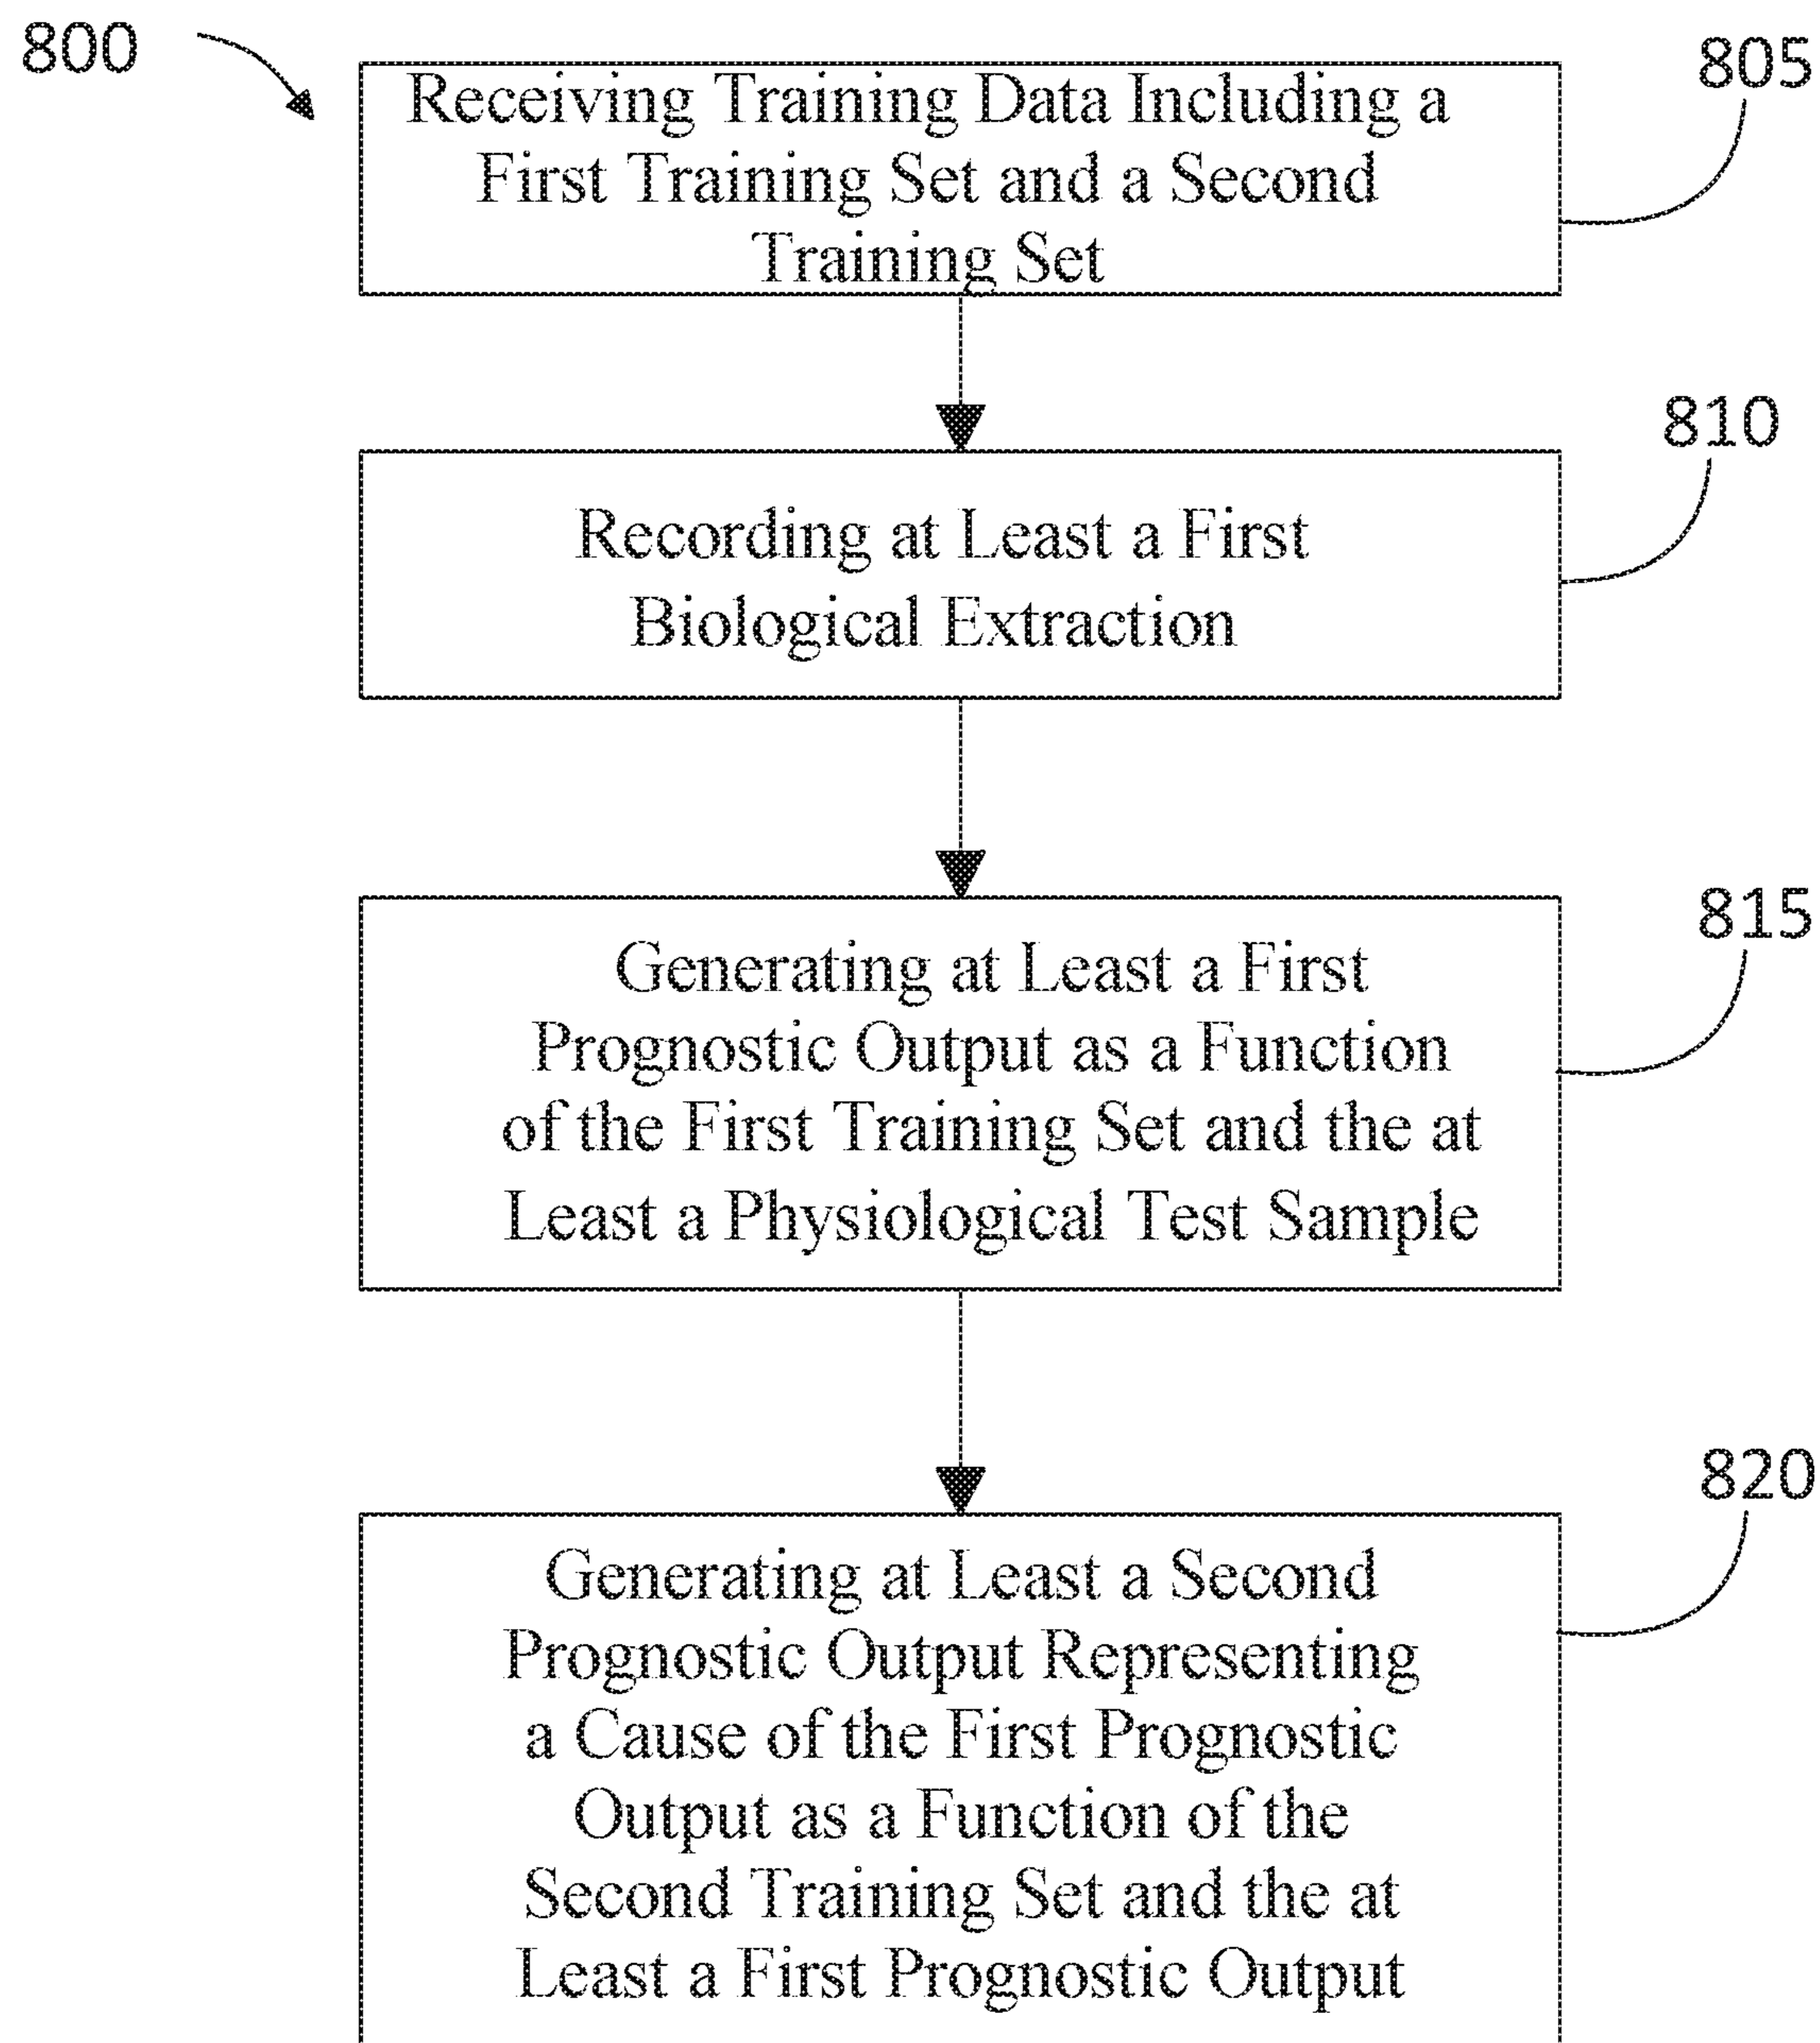 800
805
Receiving Training Data Including a
First Training Set and a Second
Training Set
810
Recording at Least a First
Biological Extraction
815
Generating at Least a First
Prognostic Output as a Function
of the First Training Set and the at
Least a Physiological Test Sample
820
Generating at Least a Second
Prognostic Output Representing
a Cause of the First Prognostic
Output as a Function of the
Second Training Set and the at
Least a First Prognostic Output